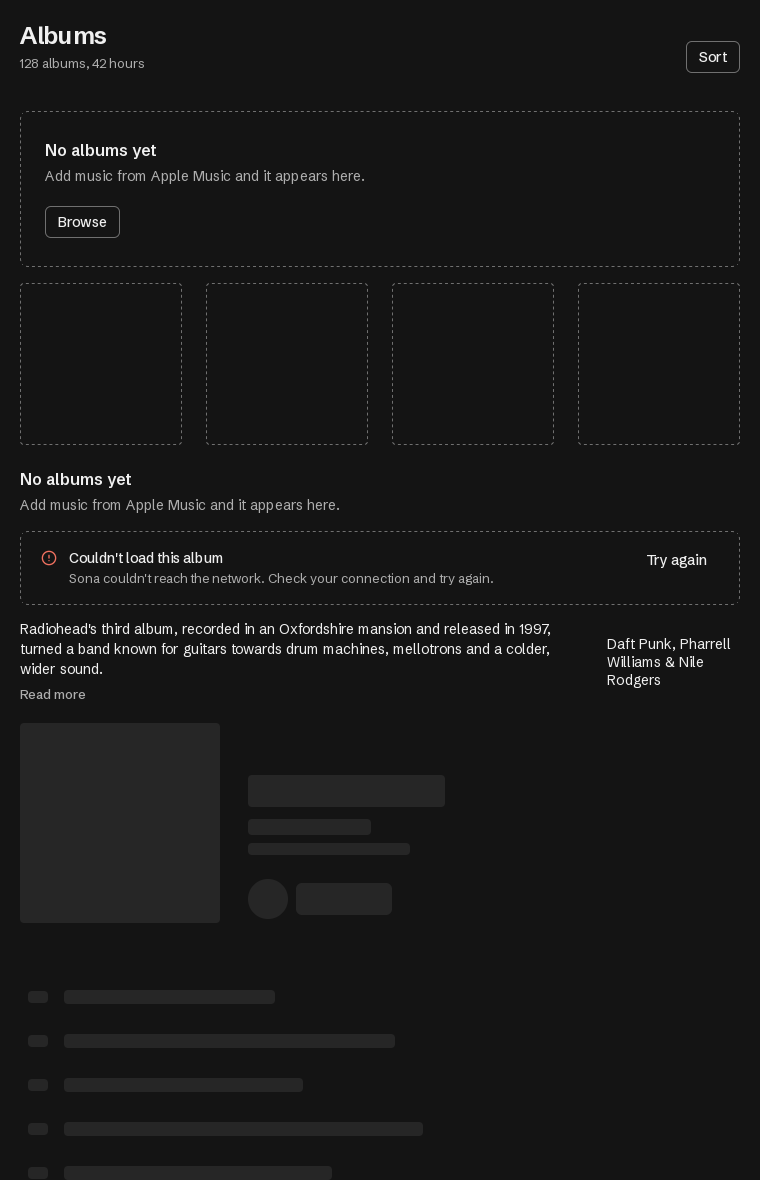 Albums
128 albums, 42 hours
Sort
No albums yet
Add music from Apple Music and it appears here.
Browse
No albums yet
Add music from Apple Music and it appears here.
Couldn't load this album
Sona couldn't reach the network. Check your connection and try again.
Try again
Radiohead's third album, recorded in an Oxfordshire mansion and released in 1997,
turned a band known for guitars towards drum machines, mellotrons and a colder,
wider sound.
Read more
Daft Punk, Pharrell
Williams & Nile
Rodgers